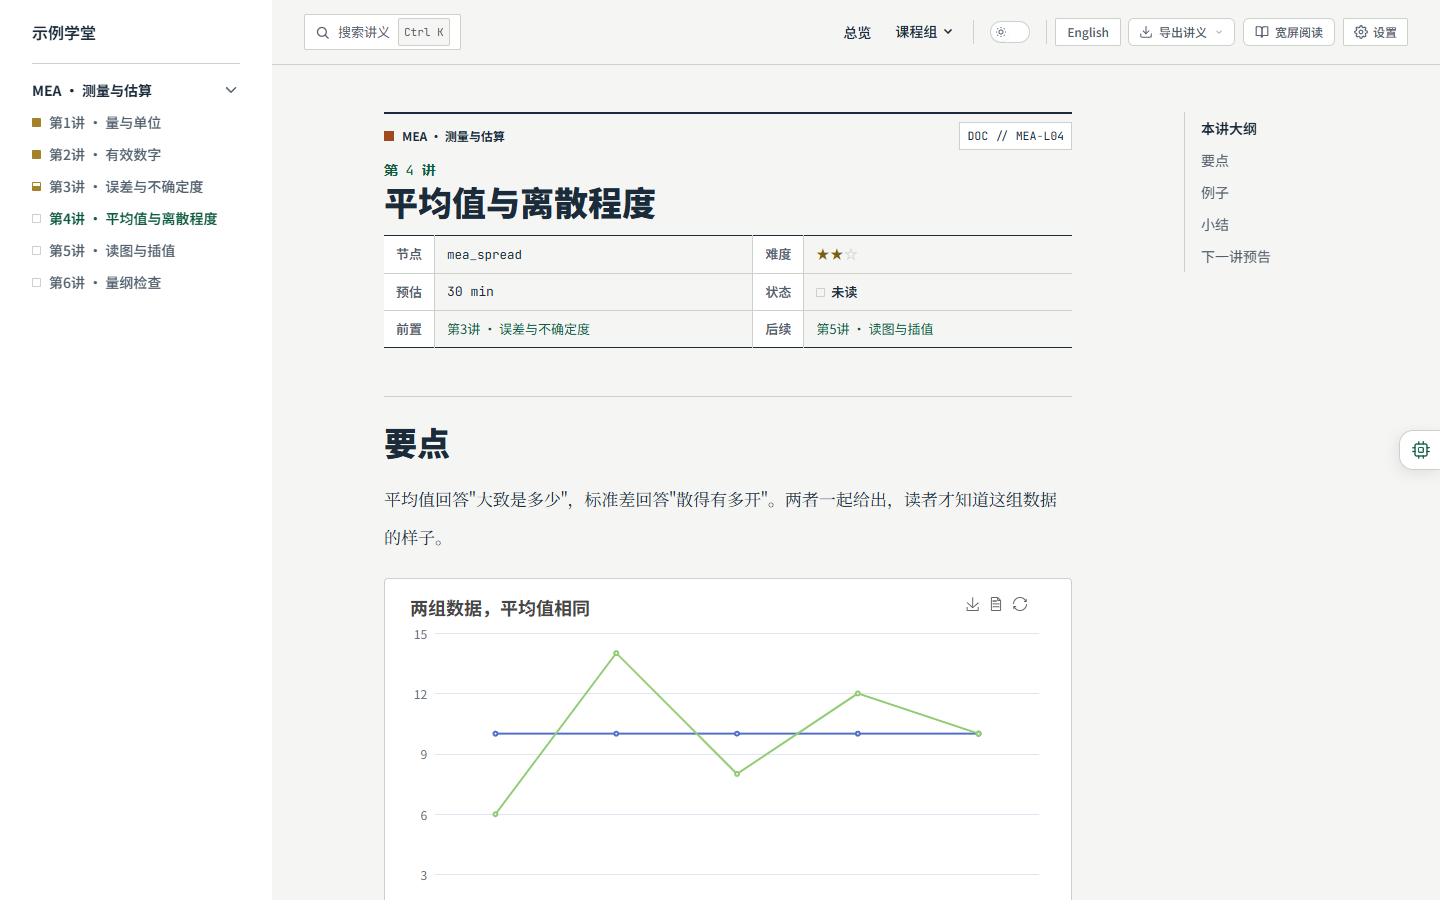 示例学堂
MEA • 测量与估算
第1讲 • 量与单位
第2讲 • 有效数字
第3讲 • 误差与不确定度
第4讲 • 平均值与离散程度
第5讲 • 读图与插值
第6讲 • 量纲检查
搜索讲义 Ctrl K
总览 课程组 English 导出讲义 宽屏阅读 设置
MEA • 测量与估算 DOC // MEA-L04
第 4 讲
平均值与离散程度
节点 mea_spread 难度 ★★☆
预估 30 min 状态 未读
前置 第3讲 • 误差与不确定度 后续 第5讲 • 读图与插值
要点
平均值回答"大致是多少"，标准差回答"散得有多开"。两者一起给出，读者才知道这组数据
的样子。
两组数据，平均值相同
15
12
9
6
3
本讲大纲
要点
例子
小结
下一讲预告